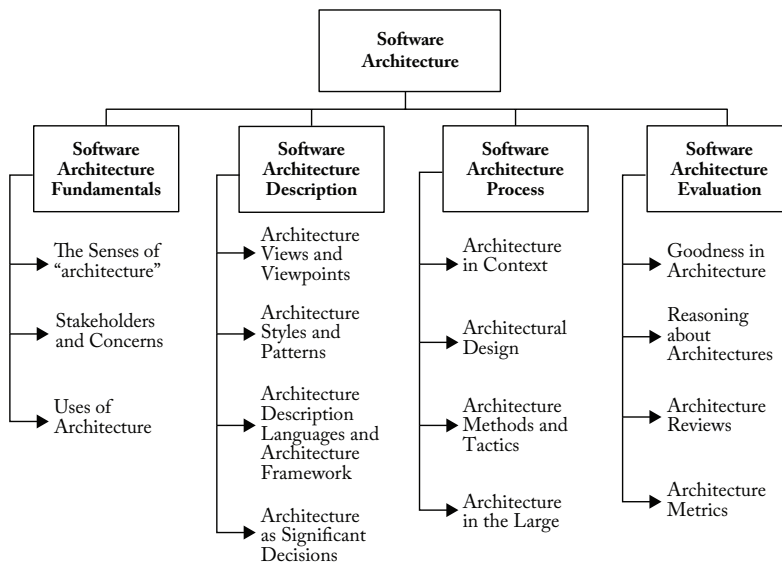 Software
Architecture
Software
Architecture
Fundamentals
The Senses of
“architecture”
Stakeholders
and Concerns
Uses of
Architecture
Software
Architecture
Description
Architecture
Views and
Viewpoints
Architecture
Styles and
Patterns
Architecture
Description
Languages and
Architecture
Framework
Architecture
as Significant
Decisions
Software
Architecture
Process
Architecture
in Context
Architectural
Design
Architecture
Methods and
Tactics
Architecture
in the Large
Software
Architecture
Evaluation
Goodness in
Architecture
Reasoning
about
Architectures
Architecture
Reviews
Architecture
Metrics